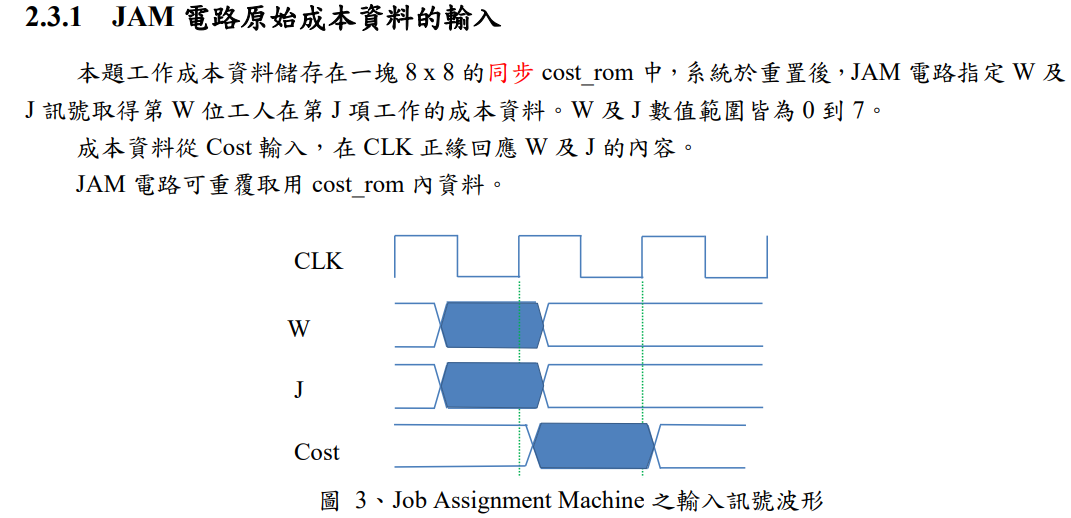 2.3.1 JAM 電路原始成本資料的輸入
本題工作成本資料儲存在一塊 8 x 8 的同步 cost_rom 中，系統於重置後，JAM 電路指定 W 及
J 訊號取得第 W 位工人在第 J 項工作的成本資料。W 及 J 數值範圍皆為 0 到 7。
成本資料從 Cost 輸入，在 CLK 正緣回應 W 及 J 的內容。
JAM 電路可重覆取用 cost_rom 內資料。
CLK
W
J
Cost
圖 3、Job Assignment Machine 之輸入訊號波形